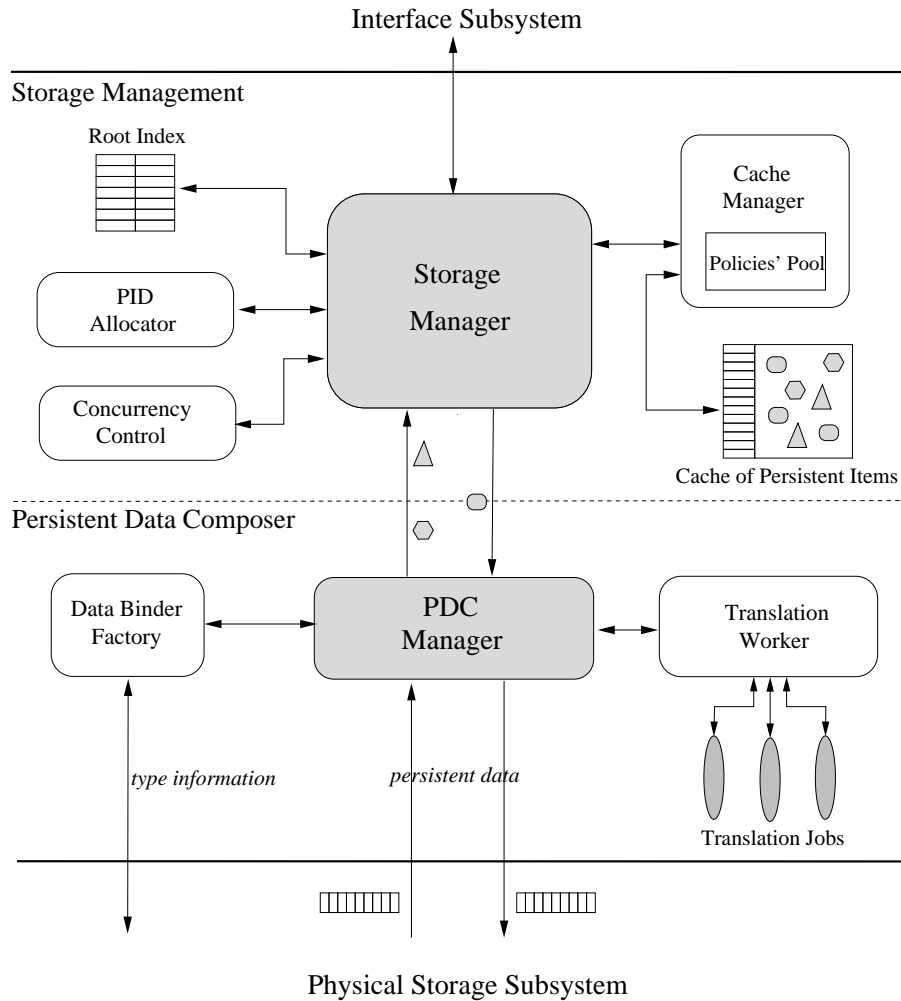 Interface Subsystem
Storage Management
Root Index
Cache
Manager
Policies' Pool
Storage
Manager
PID
Allocator
Concurrency
Control
Cache of Persistent Items
Persistent Data Composer
Data Binder
Factory
PDC
Manager
Translation
Worker
type information
persistent data
Translation Jobs
Physical Storage Subsystem